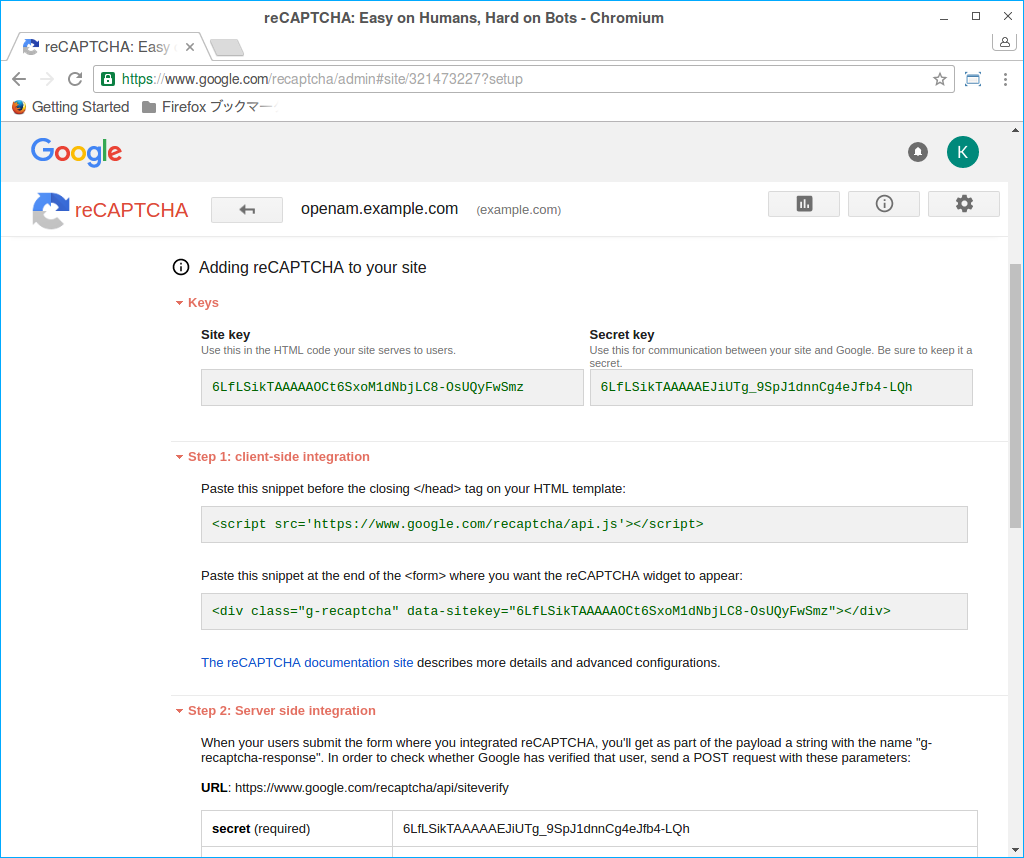 reCAPTCHA: Easy on Humans, Hard on Bots - Chromium
reCAPTCHA: Easy
https://www.google.com/recaptcha/admin#site/321473227?setup
Getting Started Firefox ブックマー
Google K
reCAPTCHA openam.example.com (example.com)
Adding reCAPTCHA to your site
Keys
Site key
Use this in the HTML code your site serves to users.
6LfLSikTAAAAAOCt6SxoM1dNbjLC8-OsUQyFwSmz
Secret key
Use this for communication between your site and Google. Be sure to keep it a
secret.
6LfLSikTAAAAAEJiUTg_9SpJ1dnnCg4eJfb4-LQh
Step 1: client-side integration
Paste this snippet before the closing </head> tag on your HTML template:
<script src='https://www.google.com/recaptcha/api.js'></script>
Paste this snippet at the end of the <form> where you want the reCAPTCHA widget to appear:
<div class="g-recaptcha" data-sitekey="6LfLSikTAAAAAOCt6SxoM1dNbjLC8-OsUQyFwSmz"></div>
The reCAPTCHA documentation site describes more details and advanced configurations.
Step 2: Server side integration
When your users submit the form where you integrated reCAPTCHA, you'll get as part of the payload a string with the name "g-
recaptcha-response". In order to check whether Google has verified that user, send a POST request with these parameters:
URL: https://www.google.com/recaptcha/api/siteverify
secret (required) 6LfLSikTAAAAAEJiUTg_9SpJ1dnnCg4eJfb4-LQh